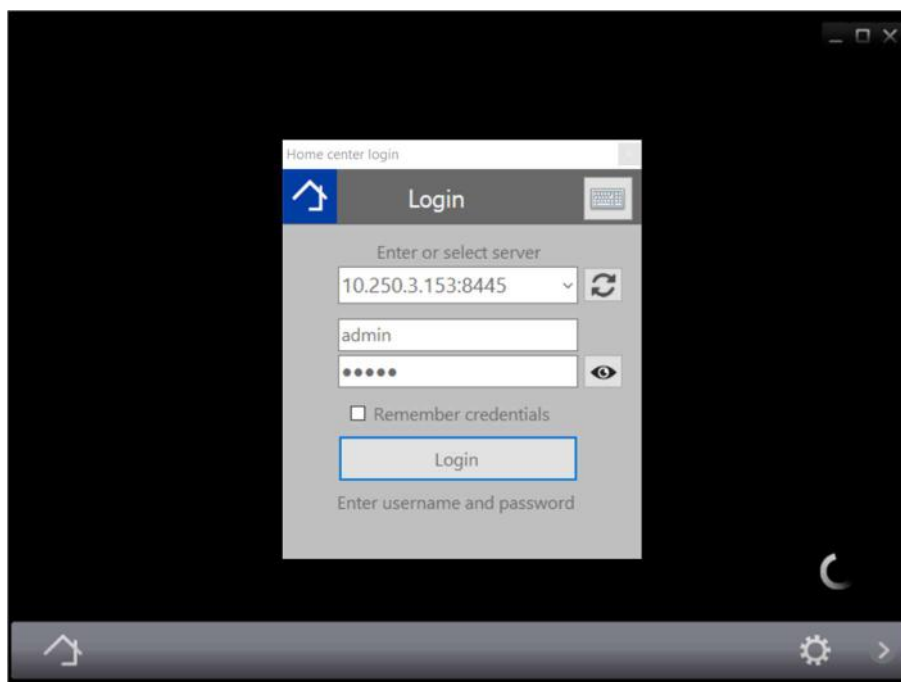 Home center login
Login
Enter or select server
10.250.3.153:8445
admin
●●●●●
Remember credentials
Login
Enter username and password